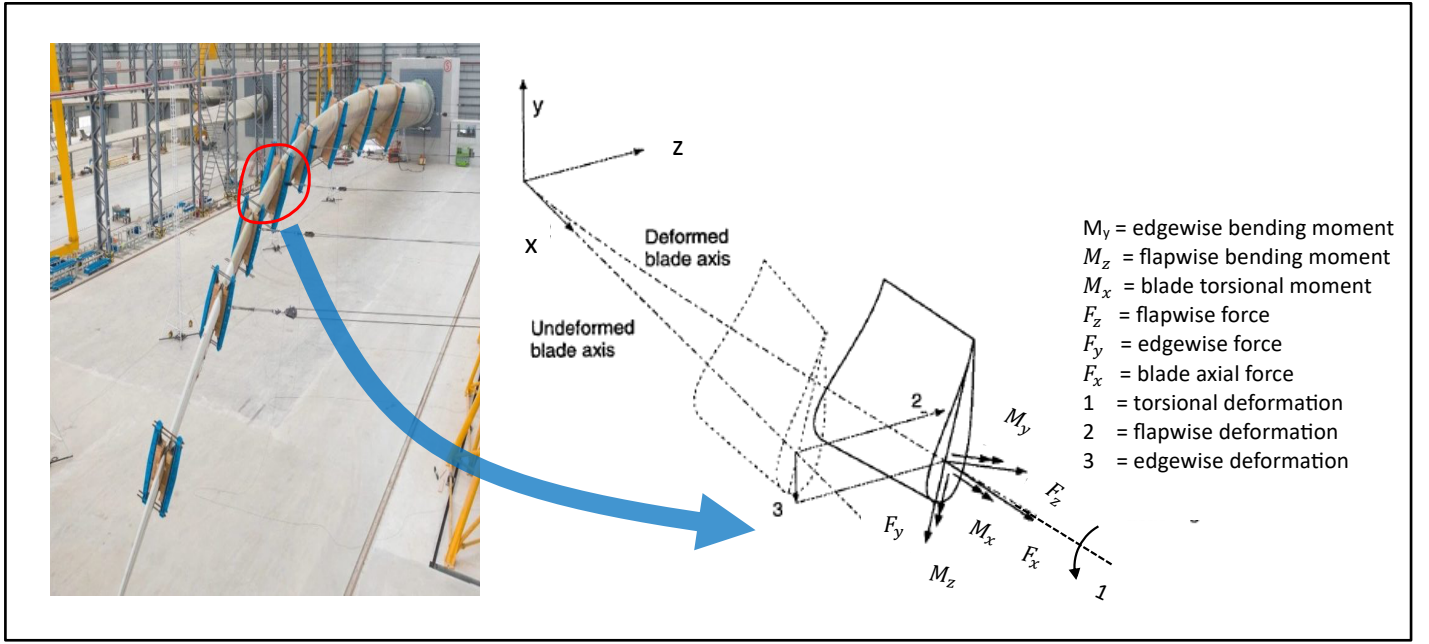 y
z
x
Deformed
blade axis
Undeformed
blade axis
2
3
M_y
F_z
F_y
M_x
F_x
M_z
1
M_y = edgewise bending moment
M_z = flapwise bending moment
M_x = blade torsional moment
F_z = flapwise force
F_y = edgewise force
F_x = blade axial force
1 = torsional deformation
2 = flapwise deformation
3 = edgewise deformation